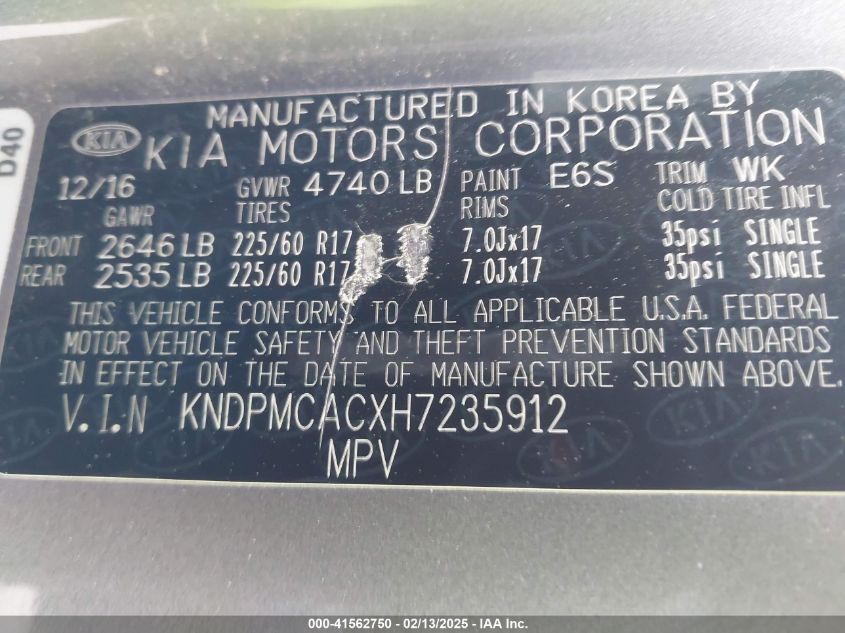 D40
MANUFACTURED IN KOREA BY
KIA KIA MOTORS CORPORATION
12/16 GVWR 4740 LB PAINT E6S TRIM WK
GAWR TIRES RIMS COLD TIRE INFL
FRONT 2646 LB 225/60 R17 7.0Jx17 35psi SINGLE
REAR 2535 LB 225/60 R17 7.0Jx17 35psi SINGLE
THIS VEHICLE CONFORMS TO ALL APPLICABLE U.S.A. FEDERAL
MOTOR VEHICLE SAFETY AND THEFT PREVENTION STANDARDS
IN EFFECT ON THE DATE OF MANUFACTURE SHOWN ABOVE.
V.I.N KNDPMCACXH7235912
MPV
000-41562750 — 02/13/2025 — IAAI.com